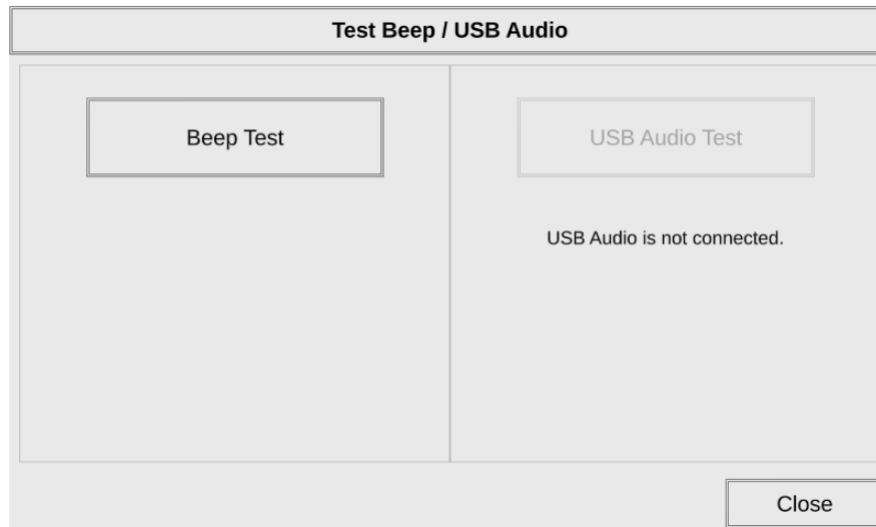 Test Beep / USB Audio
Beep Test
USB Audio Test
USB Audio is not connected.
Close